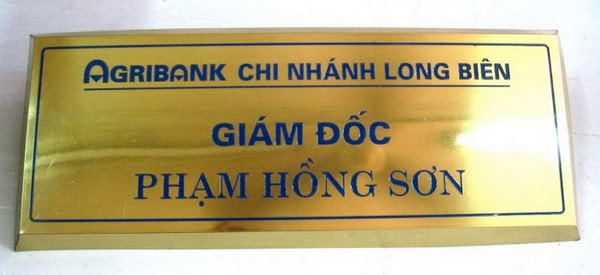 AGRIBANK CHI NHÁNH LONG BIÊN
GIÁM ĐỐC
PHẠM HỒNG SƠN